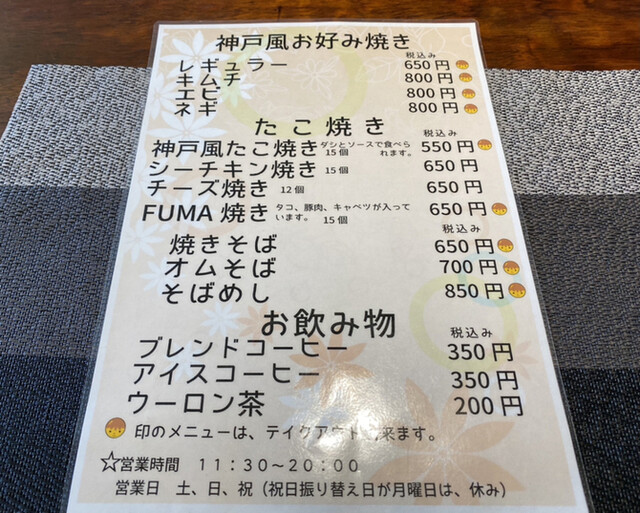 神戸風お好み焼き
税込み
レギュラー 650円
キムチ 800円
エビ 800円
ネギ 800円
たこ焼き 税込み
神戸風たこ焼き ダシとソースで食べられます。 15個 550円
シーチキン焼き 15個 650円
チーズ焼き 12個 650円
FUMA焼き タコ、豚肉、キャベツが入っています。 15個 650円
焼きそば 650円
オムそば 700円
そばめし 850円
お飲み物 税込み
ブレンドコーヒー 350円
アイスコーヒー 350円
ウーロン茶 200円
印のメニューは、テイクアウト 来ます。
☆営業時間 11:30~20:00
営業日 土、日、祝(祝日振り替え日が月曜日は、休み)